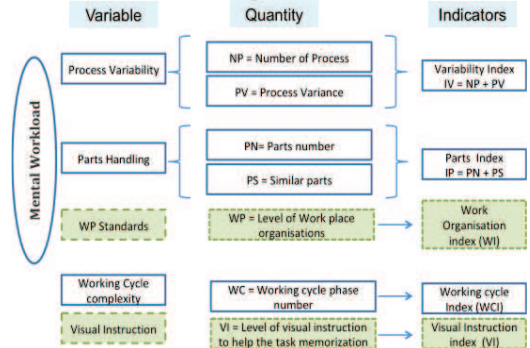 Variable Quantity Indicators
Mental Workload
Process Variability
NP = Number of Process
PV = Process Variance
Variability Index
IV = NP + PV
Parts Handling
PN= Parts number
PS = Similar parts
Parts Index
IP = PN + PS
WP Standards
WP = Level of Work place
organisations
Work
Organisation
index (WI)
Working Cycle
complexity
WC = Working cycle phase
number
Working cycle
Index (WCI)
Visual Instruction
VI = Level of visual instruction
to help the task memorization
Visual Instruction
index (VI)